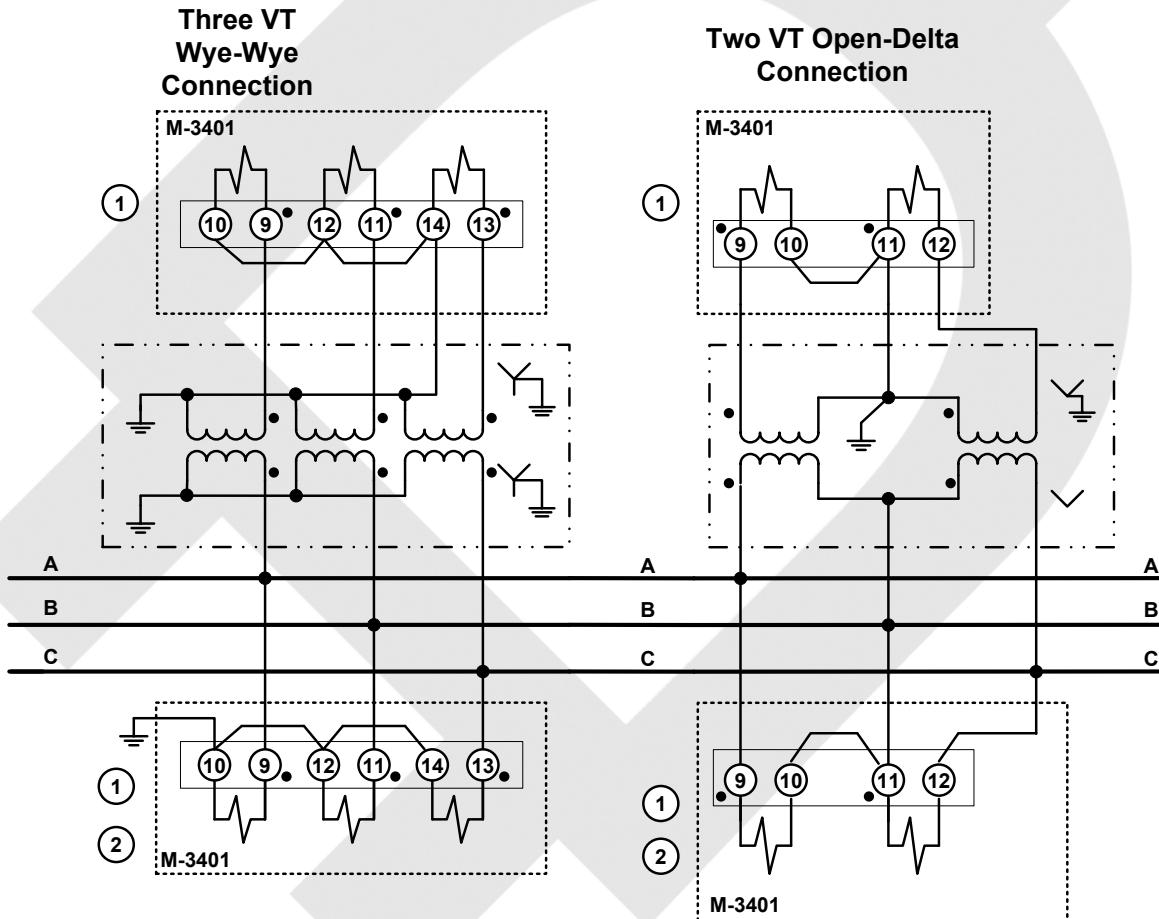 Three VT
Wye-Wye
Connection
Two VT Open-Delta
Connection
M-3401
M-3401
1
10 9 12 11 14 13
1
9 10 11 12
A A A
B B B
C C C
10 9 12 11 14 13
1
2
M-3401
9 10 11 12
1
2
M-3401